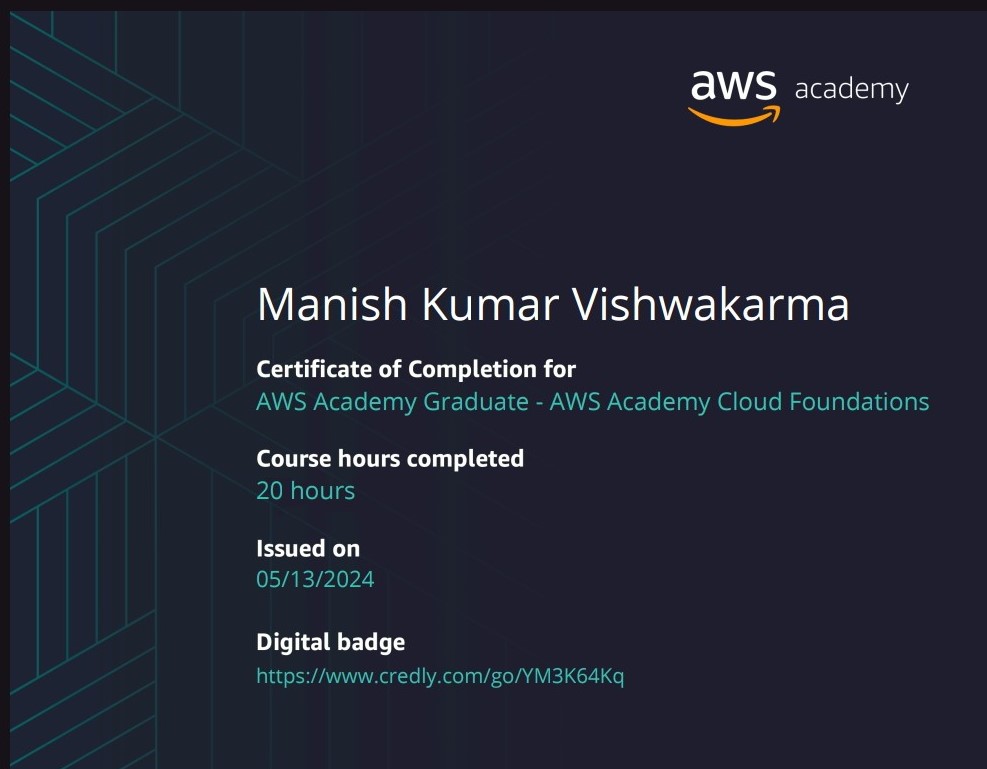 aws academy
Manish Kumar Vishwakarma
Certificate of Completion for
AWS Academy Graduate - AWS Academy Cloud Foundations
Course hours completed
20 hours
Issued on
05/13/2024
Digital badge
https://www.credly.com/go/YM3K64Kq